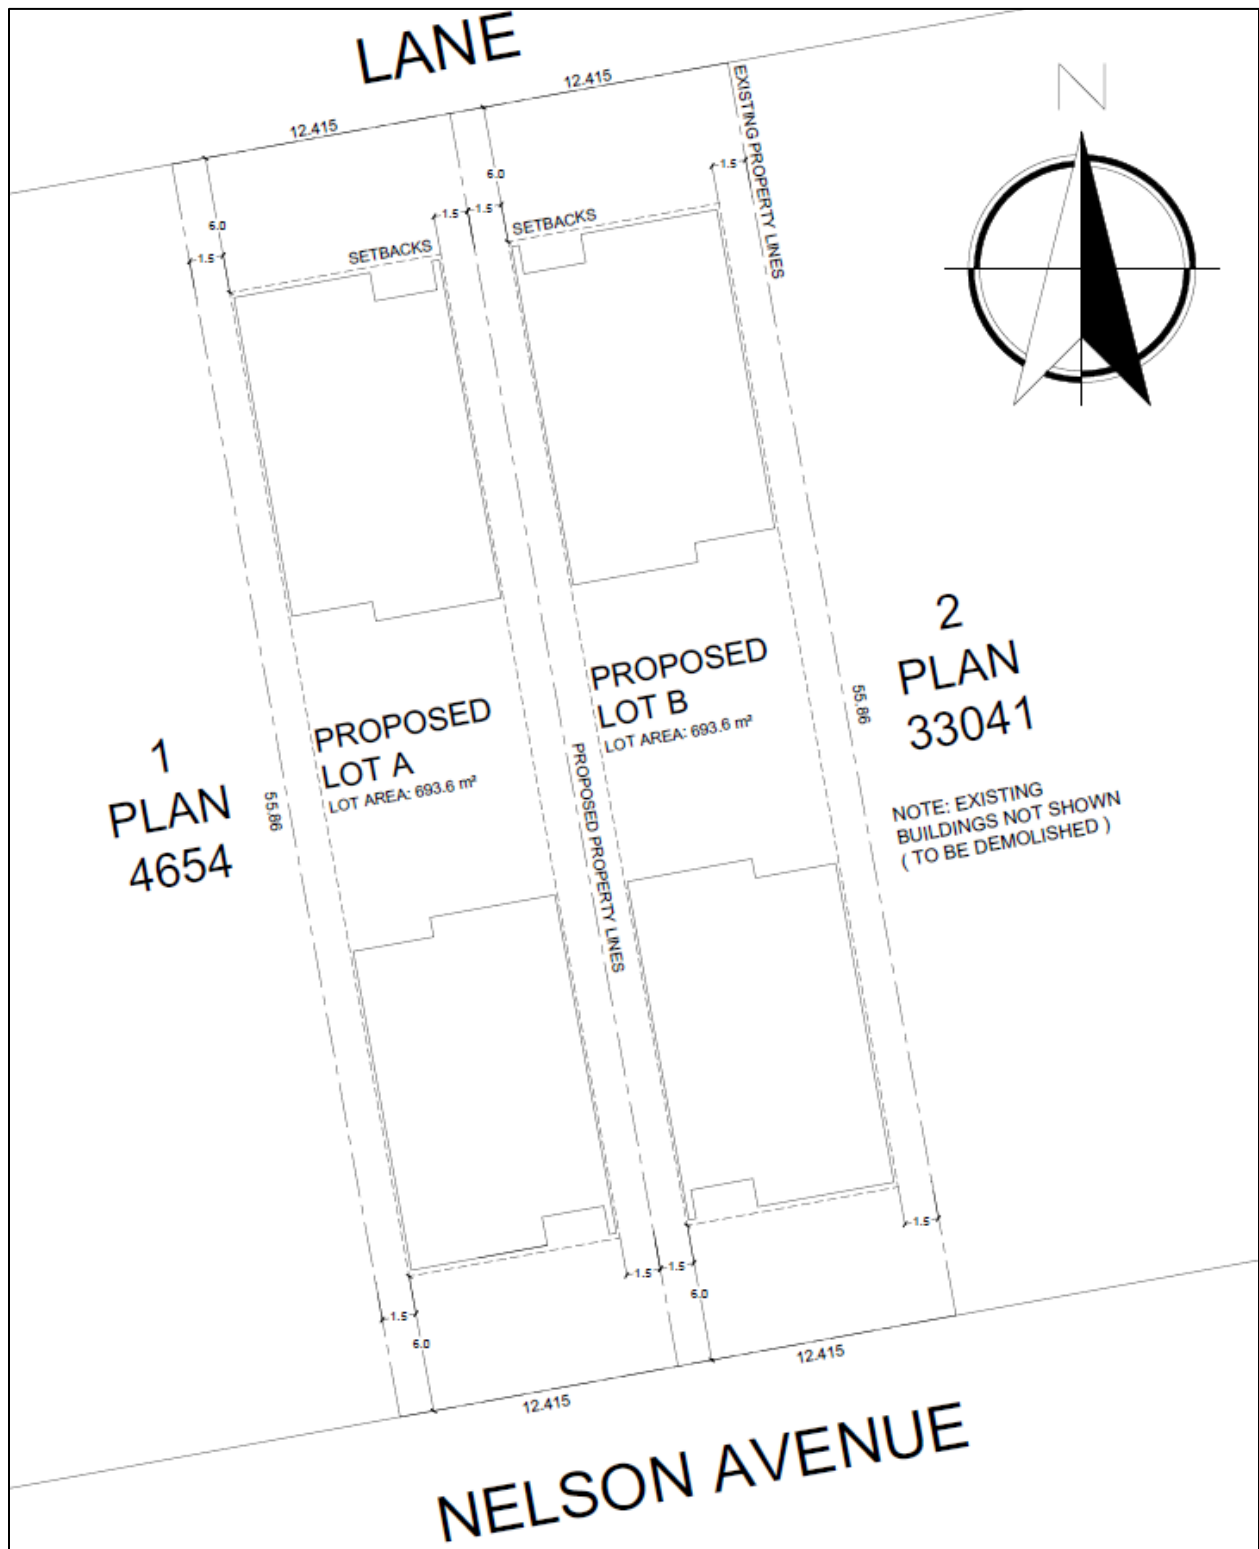 LANE
12.415
12.415
N
EXISTING PROPERTY LINES
6.0
6.0
1.5
1.5
1.5
1.5
SETBACKS
SETBACKS
2
PLAN
33041
PROPOSED
LOT B
LOT AREA: 693.6 m²
55.86
PROPOSED
LOT A
LOT AREA: 693.6 m²
1
PLAN
4654
55.86
PROPOSED PROPERTY LINES
NOTE: EXISTING
BUILDINGS NOT SHOWN
( TO BE DEMOLISHED )
1.5
1.5
1.5
6.0
1.5
6.0
12.415
12.415
NELSON AVENUE